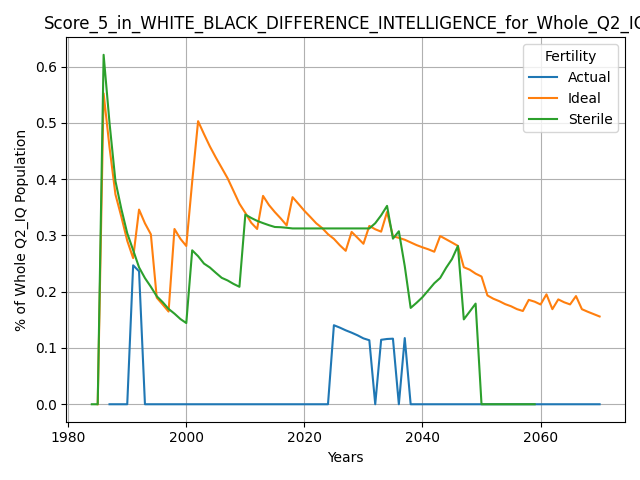 Score_5_in_WHITE_BLACK_DIFFERENCE_INTELLIGENCE_for_Whole_Q2_IQ
Fertility
Actual
Ideal
Sterile
% of Whole Q2_IQ Population
0.6
0.5
0.4
0.3
0.2
0.1
0.0
1980
2000
2020
2040
2060
Years